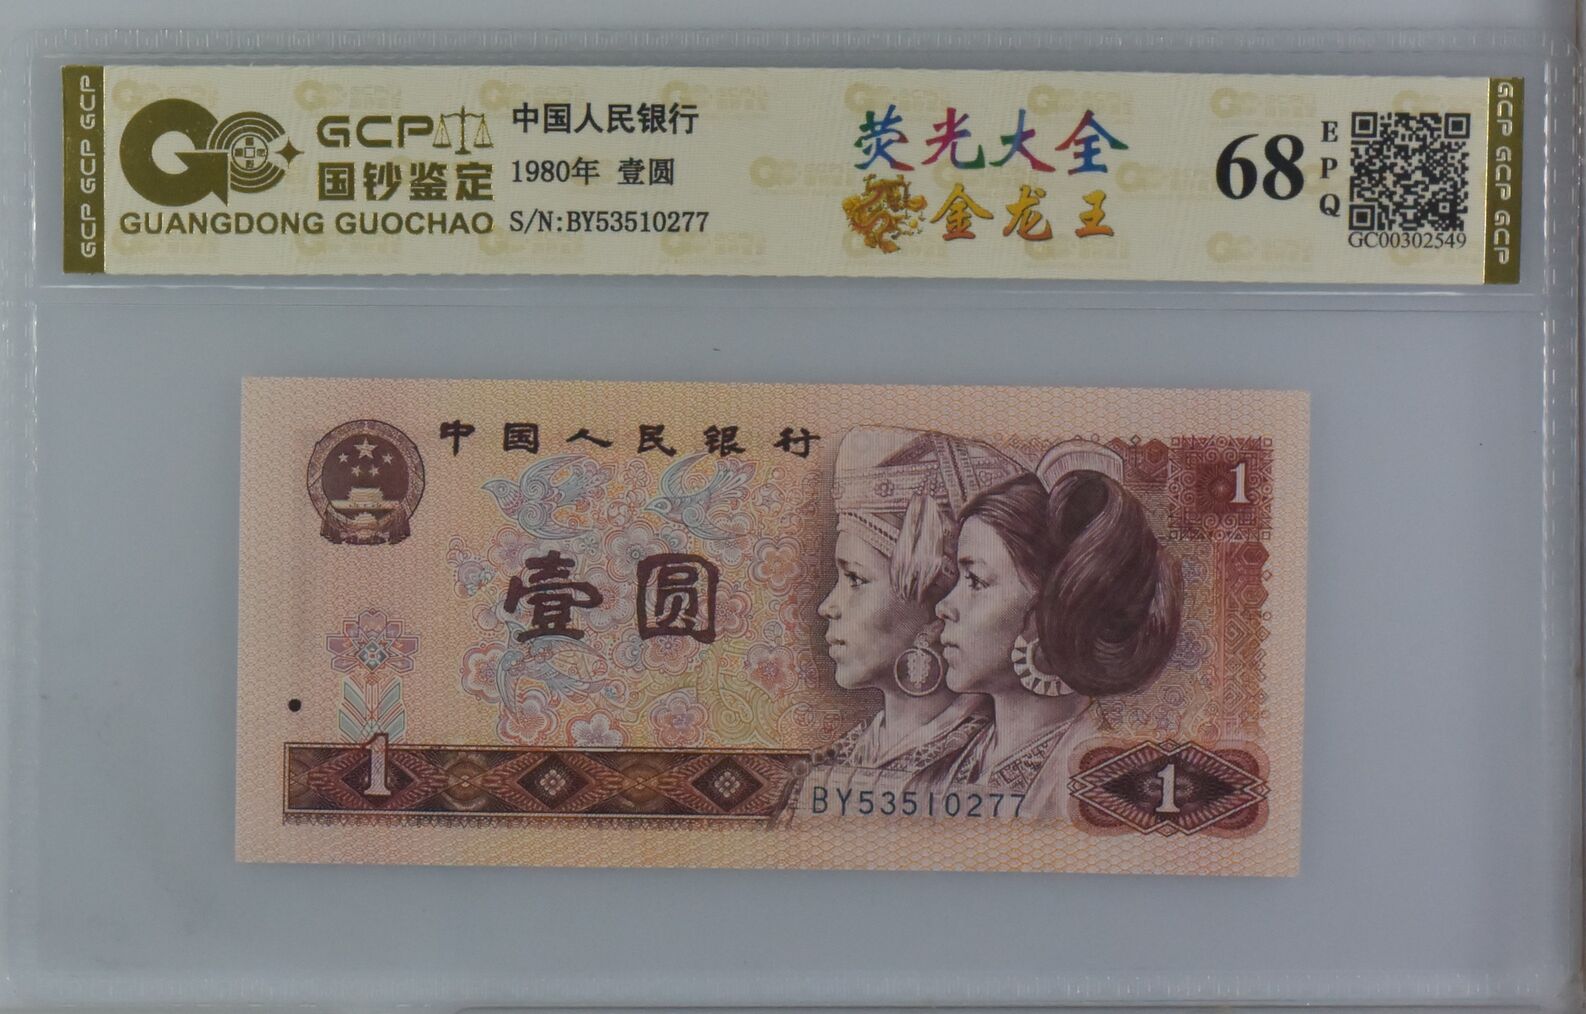 GCP GCP GCP GCP
GCP
国钞鉴定
GUANGDONG GUOCHAO
中国人民银行
1980年 壹圆
S/N:BY53510277
荧光大全
金龙王
68
EPQ
GC00302549
GCP GCP GCP GCP
中国人民银行
1
壹圆
1
BY53510277
1